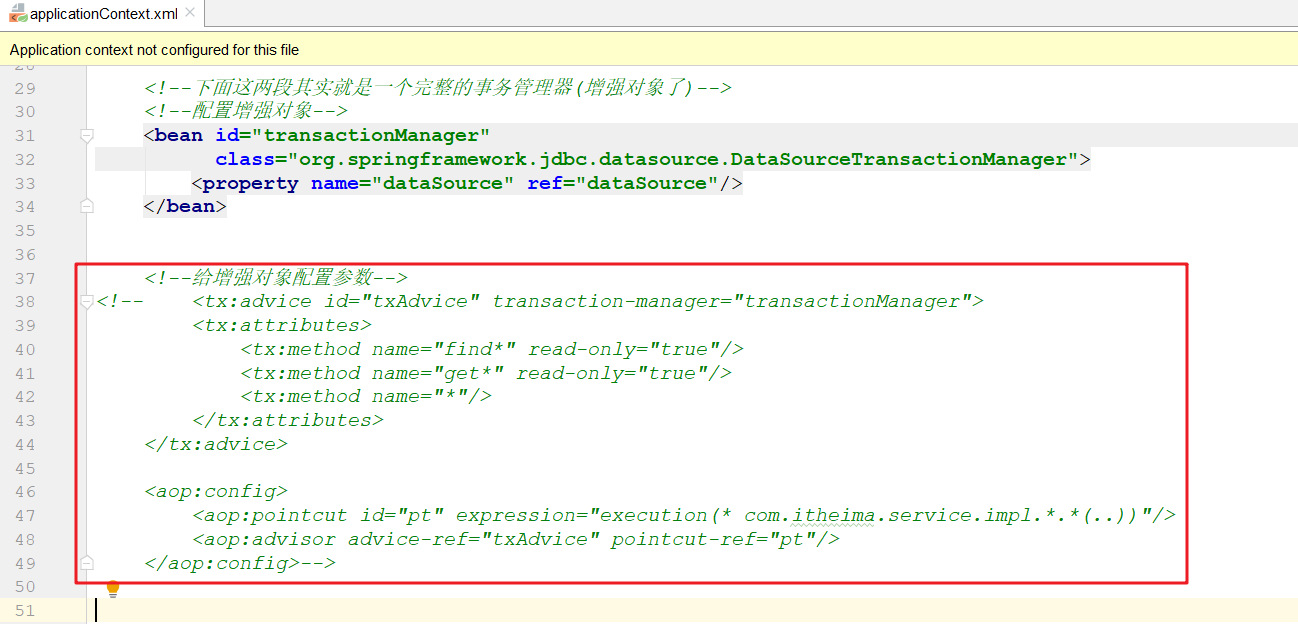 applicationContext.xml
Application context not configured for this file
28
29 <!--下面这两段其实就是一个完整的事务管理器(增强对象了)-->
30 <!--配置增强对象-->
31 <bean id="transactionManager"
32 class="org.springframework.jdbc.datasource.DataSourceTransactionManager">
33 <property name="dataSource" ref="dataSource"/>
34 </bean>
35
36
37 <!--给增强对象配置参数-->
38 <!-- <tx:advice id="txAdvice" transaction-manager="transactionManager">
39 <tx:attributes>
40 <tx:method name="find*" read-only="true"/>
41 <tx:method name="get*" read-only="true"/>
42 <tx:method name="*"/>
43 </tx:attributes>
44 </tx:advice>
45
46 <aop:config>
47 <aop:pointcut id="pt" expression="execution(* com.itheima.service.impl.*.*(..))"/>
48 <aop:advisor advice-ref="txAdvice" pointcut-ref="pt"/>
49 </aop:config>-->
50
51